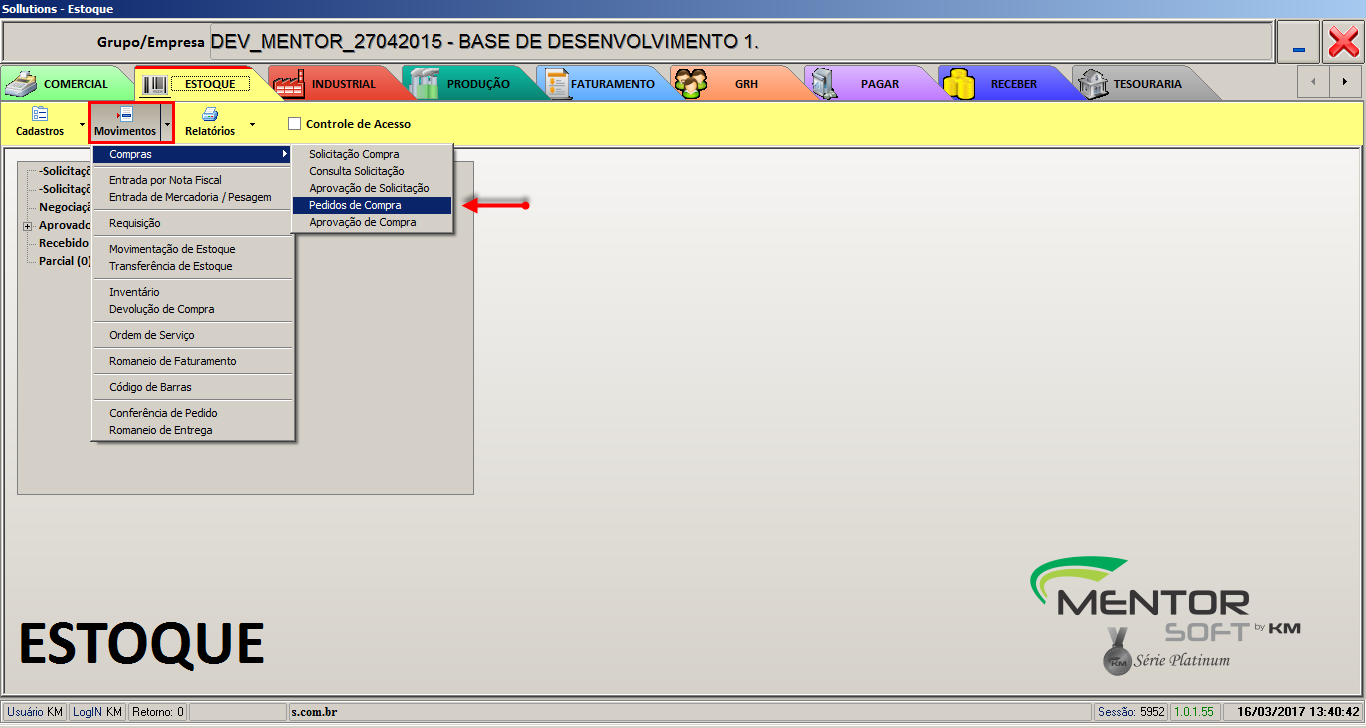 Sollutions - Estoque
Grupo/Empresa DEV_MENTOR_27042015 - BASE DE DESENVOLVIMENTO 1.
COMERCIAL ESTOQUE INDUSTRIAL PRODUÇÃO FATURAMENTO GRH PAGAR RECEBER TESOURARIA
Cadastros Movimentos Relatórios Controle de Acesso
-Solicitaç
-Solicitaç
Negociaçã
Aprovado
Recebido
Parcial (0)
Compras
Entrada por Nota Fiscal
Entrada de Mercadoria / Pesagem
Requisição
Movimentação de Estoque
Transferência de Estoque
Inventário
Devolução de Compra
Ordem de Serviço
Romaneio de Faturamento
Código de Barras
Conferência de Pedido
Romaneio de Entrega
Solicitação Compra
Consulta Solicitação
Aprovação de Solicitação
Pedidos de Compra
Aprovação de Compra
ESTOQUE
MENTOR
SOFT by KM
KM Série Platinum
Usuário KM LogIN KM Retorno: 0 s.com.br Sessão: 5952 1.0.1.55 16/03/2017 13:40:42